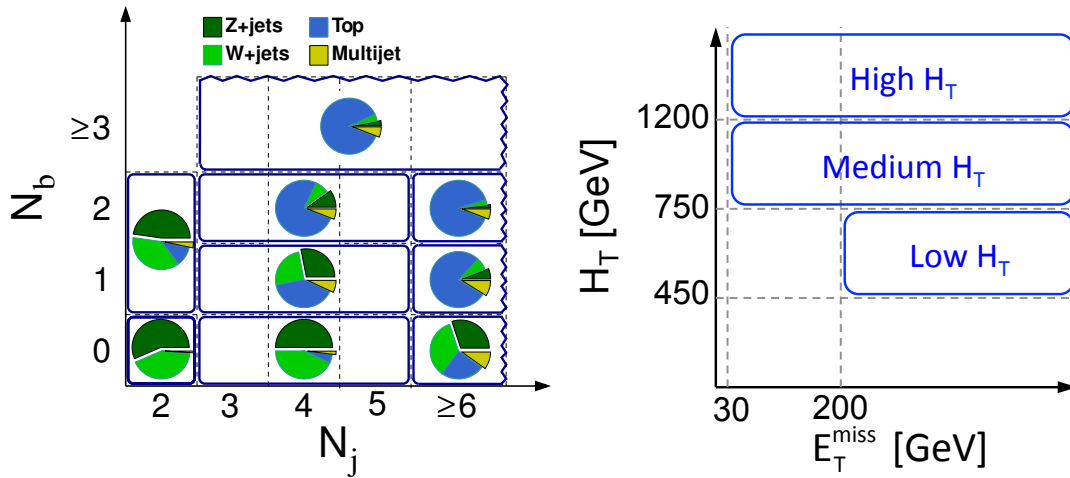 Z+jets Top
W+jets Multijet
≥3
2
1
0
N_b
2 3 4 5 ≥6
N_j
High H_T
1200
Medium H_T
750
Low H_T
450
H_T [GeV]
30 200
E_T^miss [GeV]